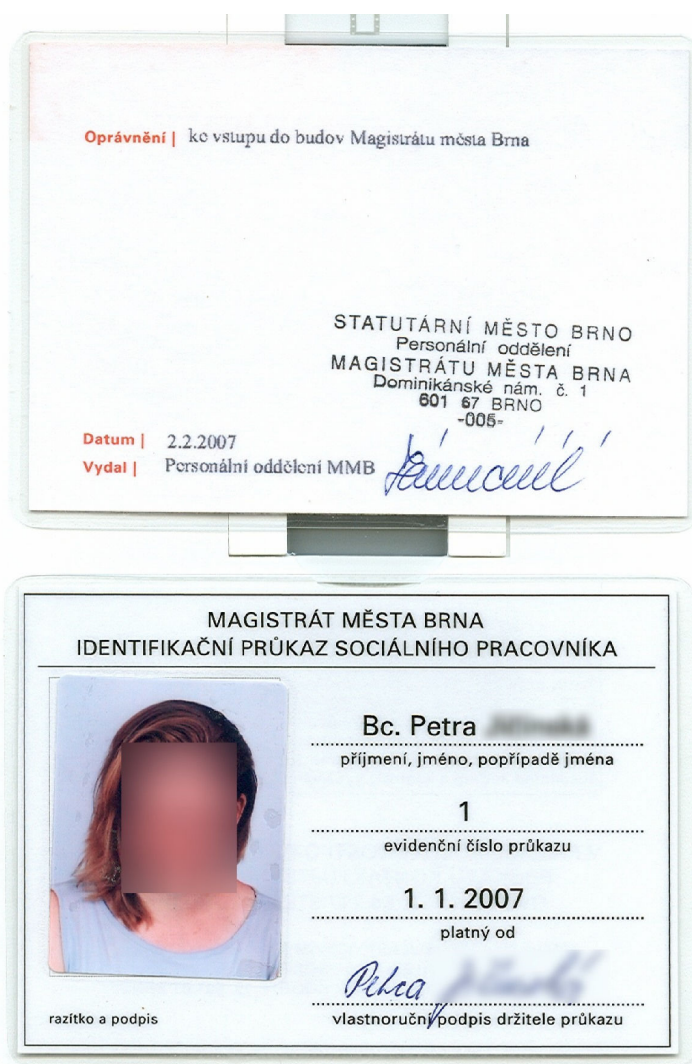 Oprávnění | ke vstupu do budov Magistrátu města Brna
STATUTÁRNÍ MĚSTO BRNO
Personální oddělení
MAGISTRÁTU MĚSTA BRNA
Dominikánské nám. č. 1
601 67 BRNO
-005-
Datum | 2.2.2007
Vydal | Personální oddělení MMB
MAGISTRÁT MĚSTA BRNA
IDENTIFIKAČNÍ PRŮKAZ SOCIÁLNÍHO PRACOVNÍKA
Bc. Petra
příjmení, jméno, popřípadě jména
1
evidenční číslo průkazu
1. 1. 2007
platný od
Petra
razítko a podpis
vlastnoruční podpis držitele průkazu